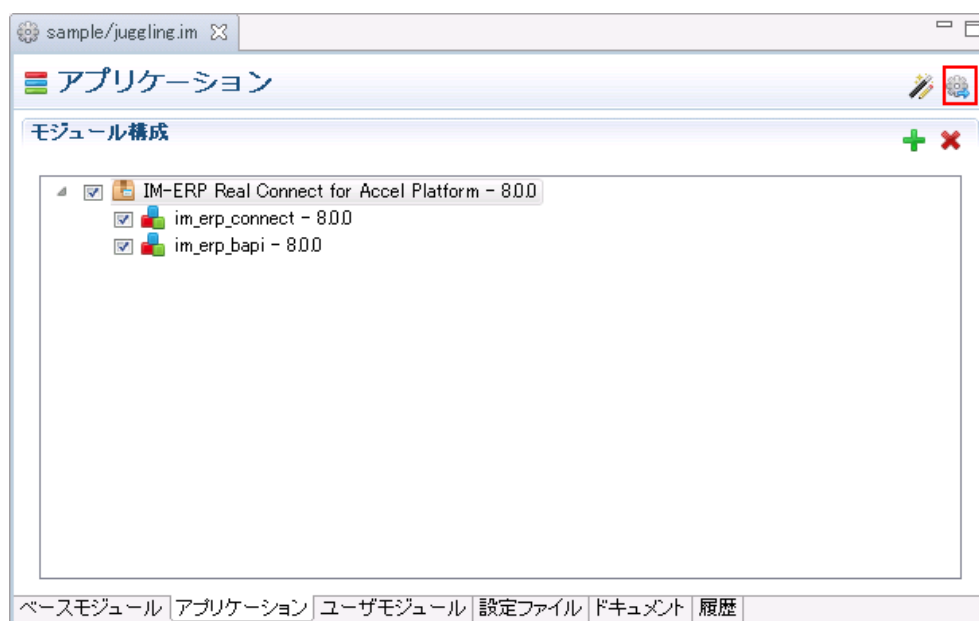 sample/juggling.im
アプリケーション
モジュール構成
IM-ERP Real Connect for Accel Platform - 8.0.0
im_erp_connect - 8.0.0
im_erp_bapi - 8.0.0
ベースモジュール アプリケーション ユーザモジュール 設定ファイル ドキュメント 履歴